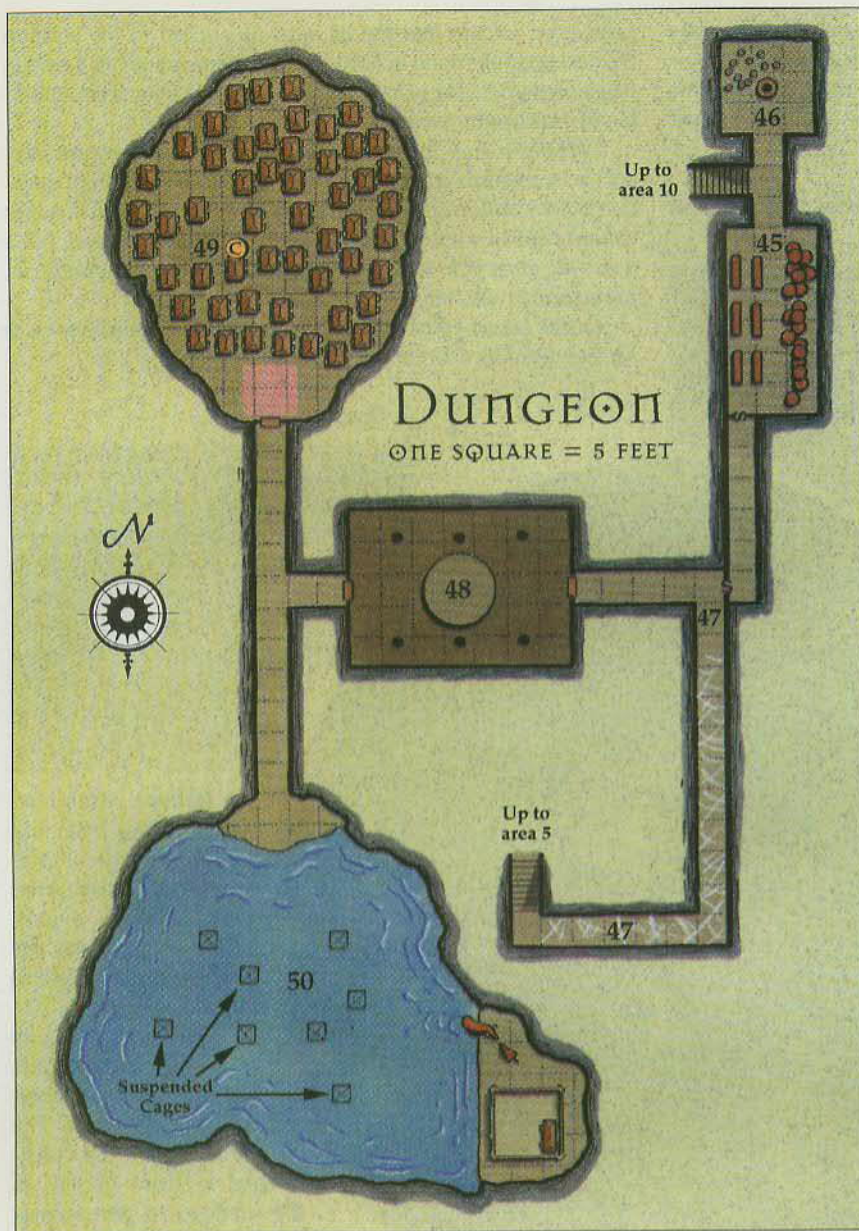 46
Up to
area 10
45
49
C
DUNGEON
ONE SQUARE = 5 FEET
N
S
48
S
47
Up to
area 5
47
50
Suspended
Cages